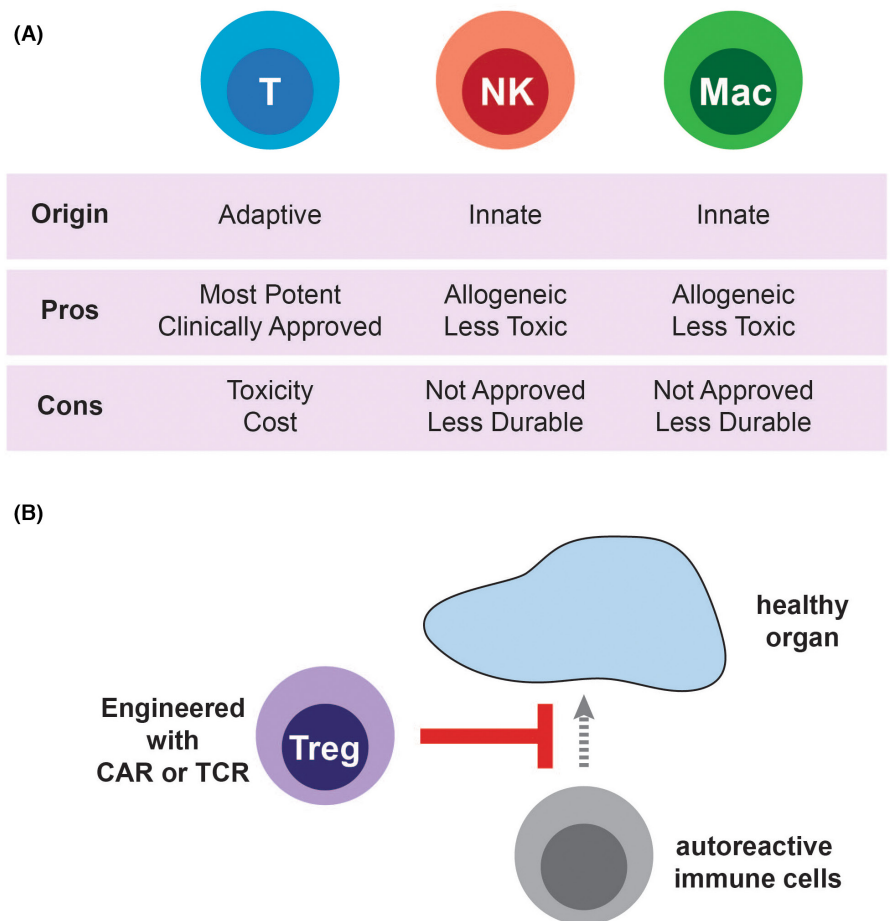 (A)
T
NK
Mac
Origin
Adaptive
Innate
Innate
Pros
Most Potent
Clinically Approved
Allogeneic
Less Toxic
Allogeneic
Less Toxic
Cons
Toxicity
Cost
Not Approved
Less Durable
Not Approved
Less Durable
(B)
healthy
organ
Engineered
with
CAR or TCR
Treg
autoreactive
immune cells